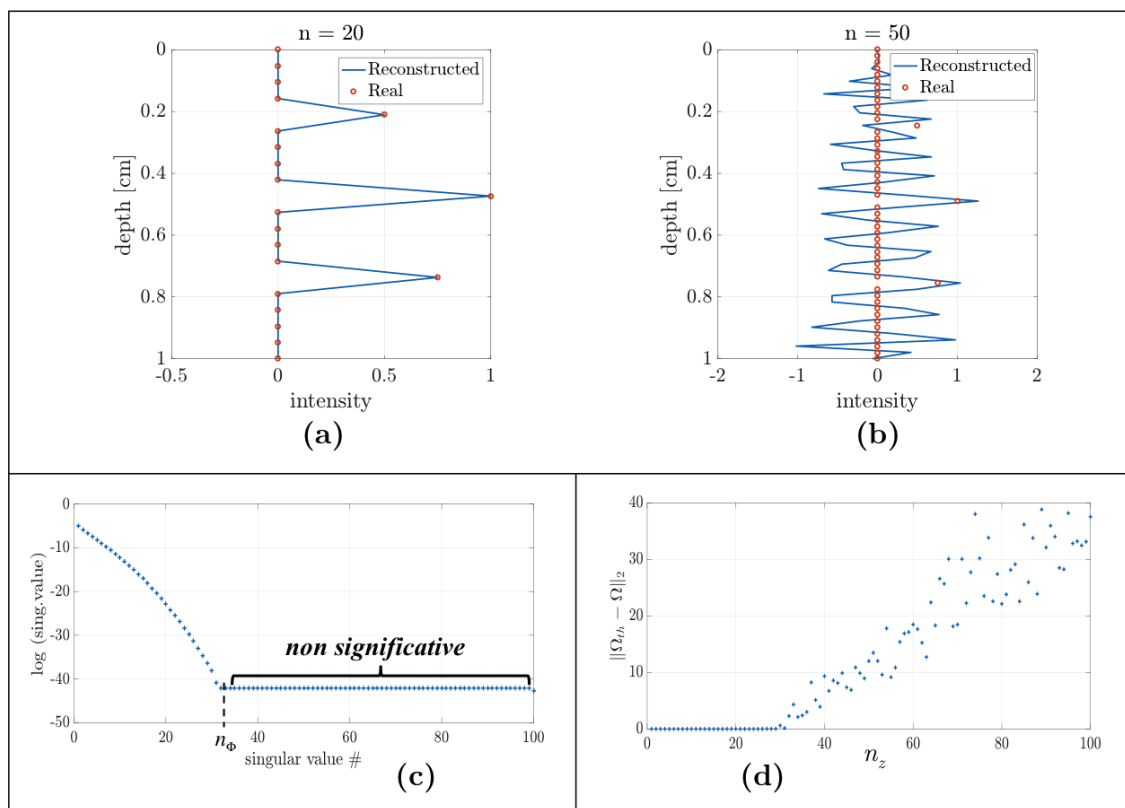 n = 20
Reconstructed
Real
0
0.2
0.4
0.6
0.8
1
depth [cm]
-0.5
0
0.5
1
intensity
(a)
n = 50
Reconstructed
Real
0
0.2
0.4
0.6
0.8
1
depth [cm]
-2
-1
0
1
2
intensity
(b)
0
-10
-20
-30
-40
-50
log (sing.value)
non significative
0
20
40
60
80
100
n_Φ
singular value #
(c)
40
30
20
10
0
||Ω_th − Ω||_2
0
20
40
60
80
100
n_z
(d)